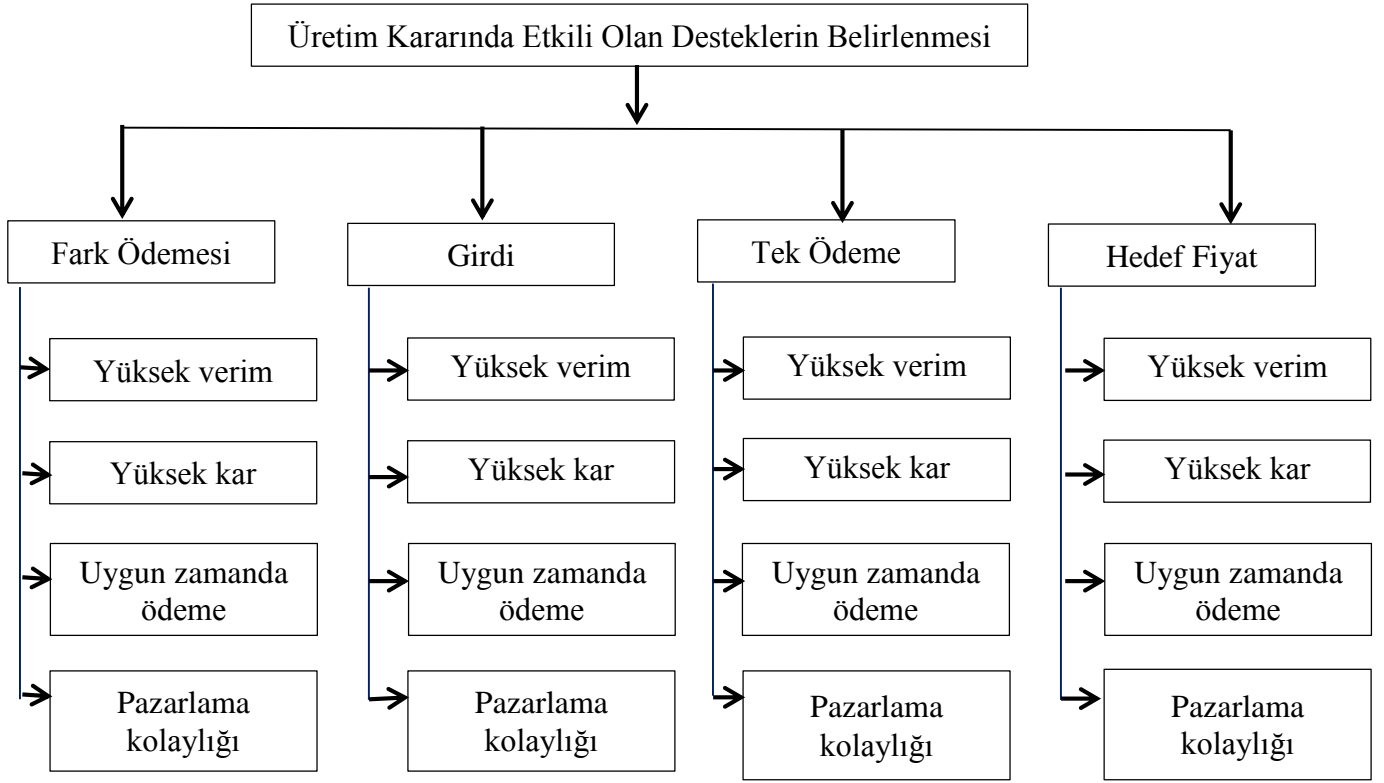 Üretim Kararında Etkili Olan Desteklerin Belirlenmesi
Fark Ödemesi
Girdi
Tek Ödeme
Hedef Fiyat
Yüksek verim
Yüksek verim
Yüksek verim
Yüksek verim
Yüksek kar
Yüksek kar
Yüksek kar
Yüksek kar
Uygun zamanda
ödeme
Uygun zamanda
ödeme
Uygun zamanda
ödeme
Uygun zamanda
ödeme
Pazarlama
kolaylığı
Pazarlama
kolaylığı
Pazarlama
kolaylığı
Pazarlama
kolaylığı